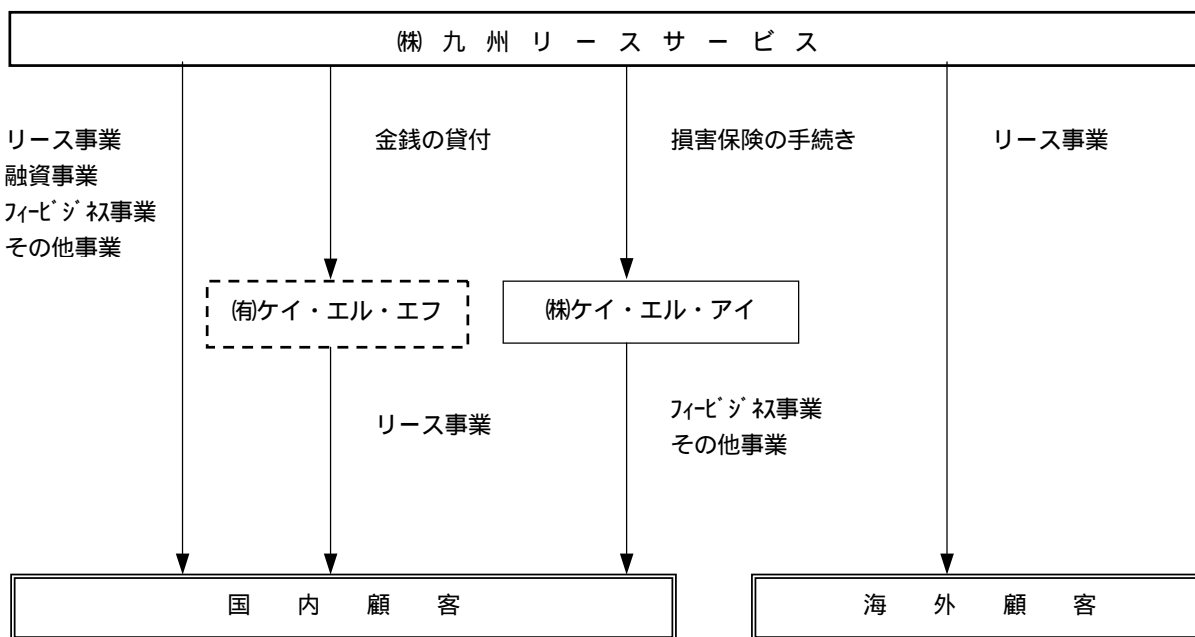 ㈱九州リースサービス
リース事業
融資事業
ﾌｨｰﾋﾞｼﾞﾈｽ事業
その他事業
金銭の貸付
損害保険の手続き
リース事業
㈲ケイ・エル・エフ
㈱ケイ・エル・アイ
リース事業
ﾌｨｰﾋﾞｼﾞﾈｽ事業
その他事業
国内顧客
海外顧客